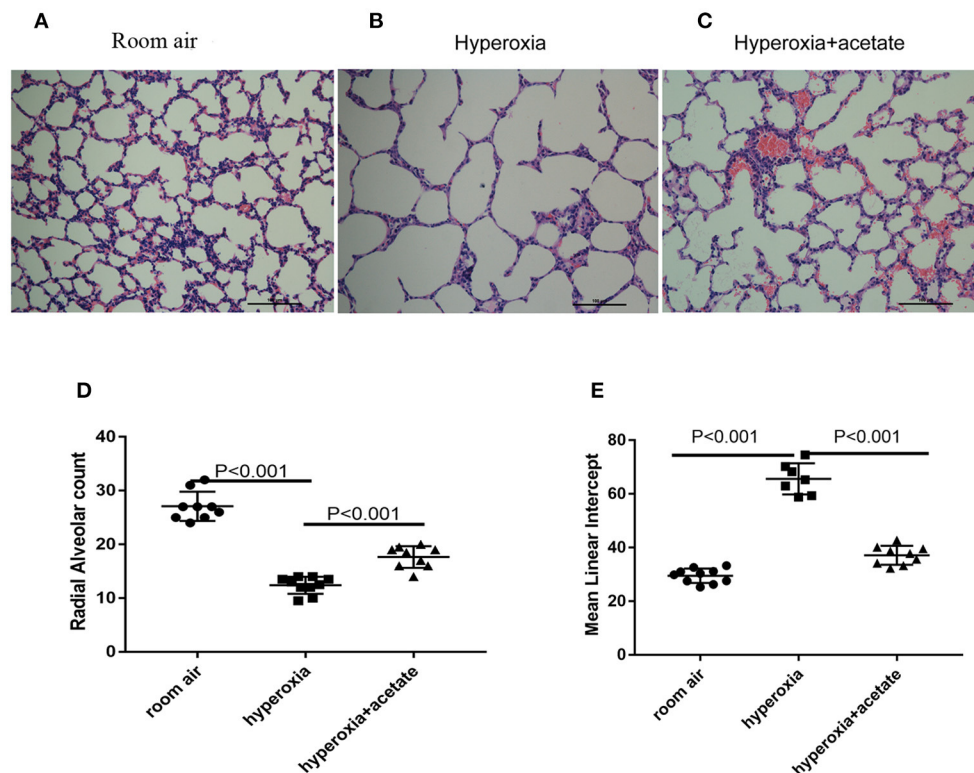 A
Room air
B
Hyperoxia
C
Hyperoxia+acetate
D
Radial Alveolar count
40
30
20
10
0
P<0.001
P<0.001
room air
hyperoxia
hyperoxia+acetate
E
Mean Linear Intercept
80
60
40
20
0
P<0.001
P<0.001
room air
hyperoxia
hyperoxia+acetate